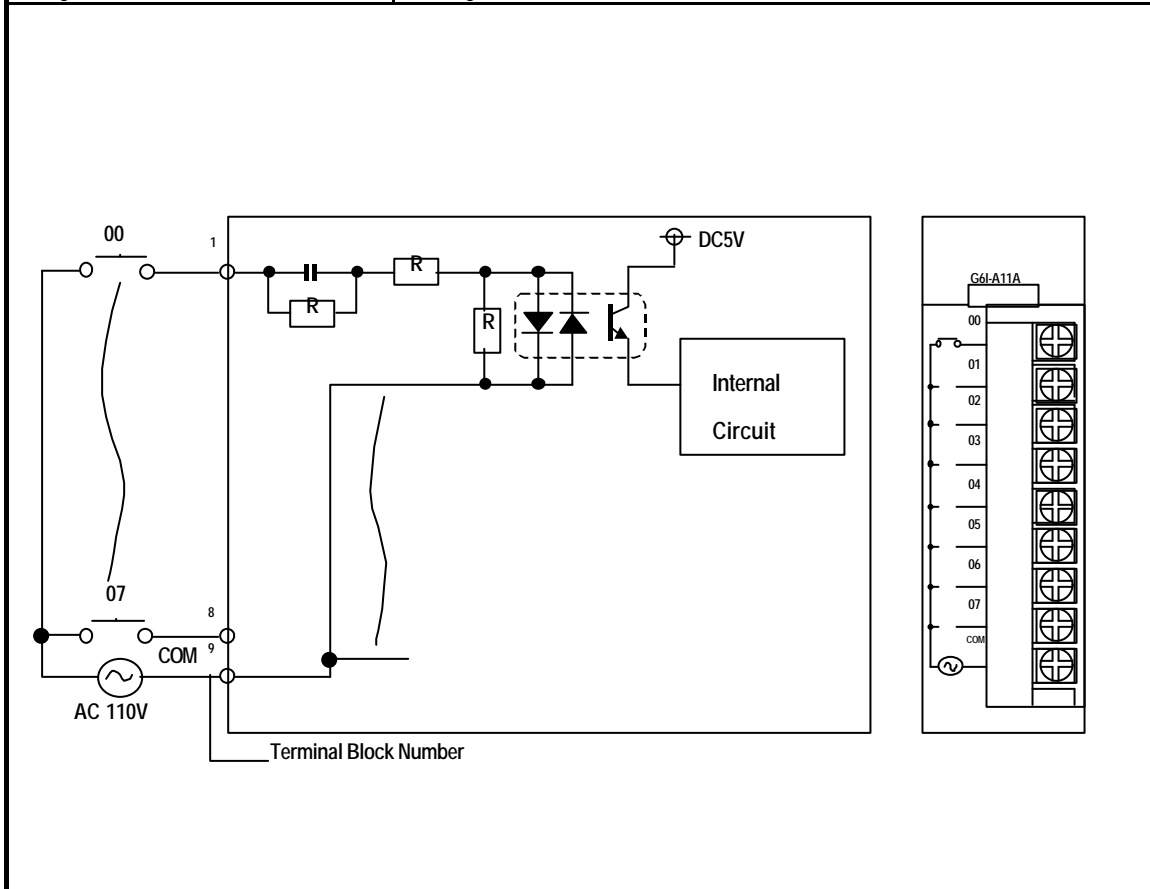 00
1
DC5V
R
R
R
Internal
Circuit
07
8
COM 9
AC 110V
Terminal Block Number
G6I-A11A
00
01
02
03
04
05
06
07
COM